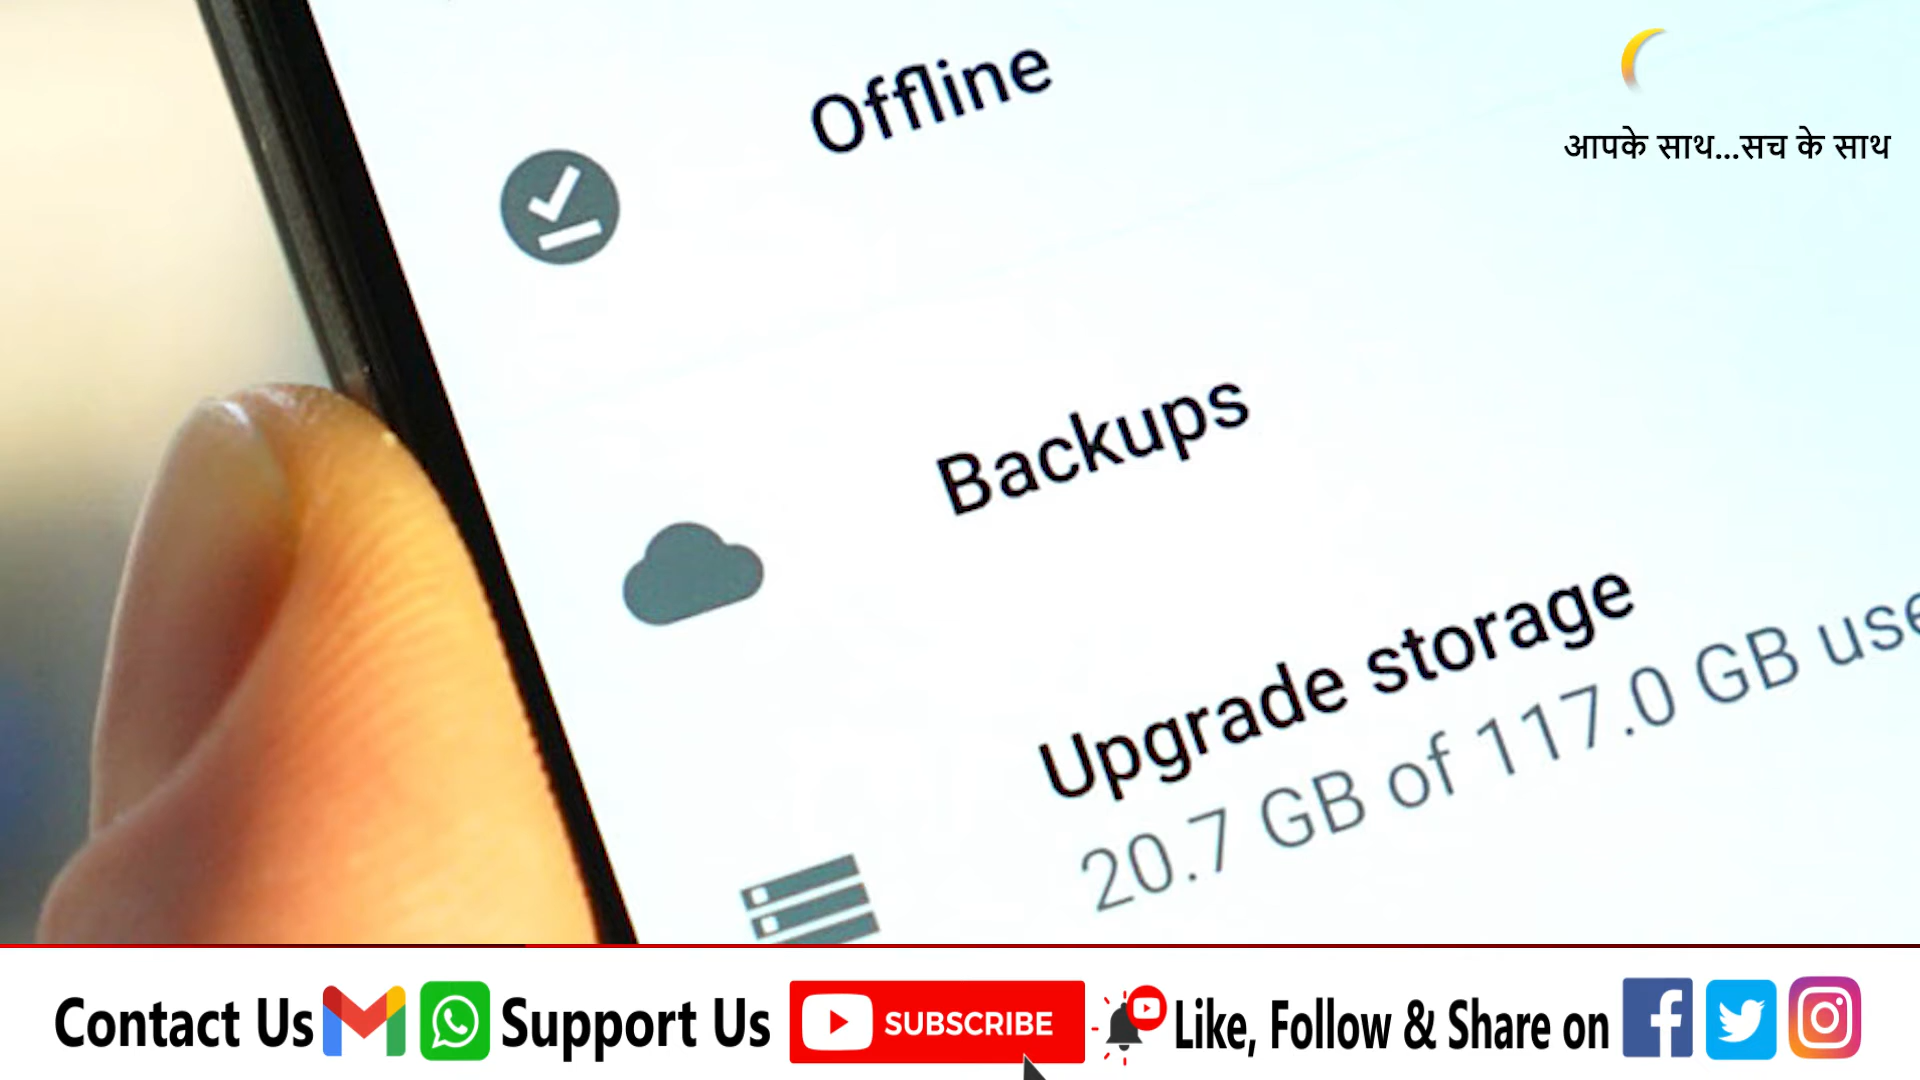 Offline
आपके साथ...सच के साथ
Backups
Upgrade storage
20.7 GB of 117.0 GB
Contact Us Support Us SUBSCRIBE Like, Follow & Share on